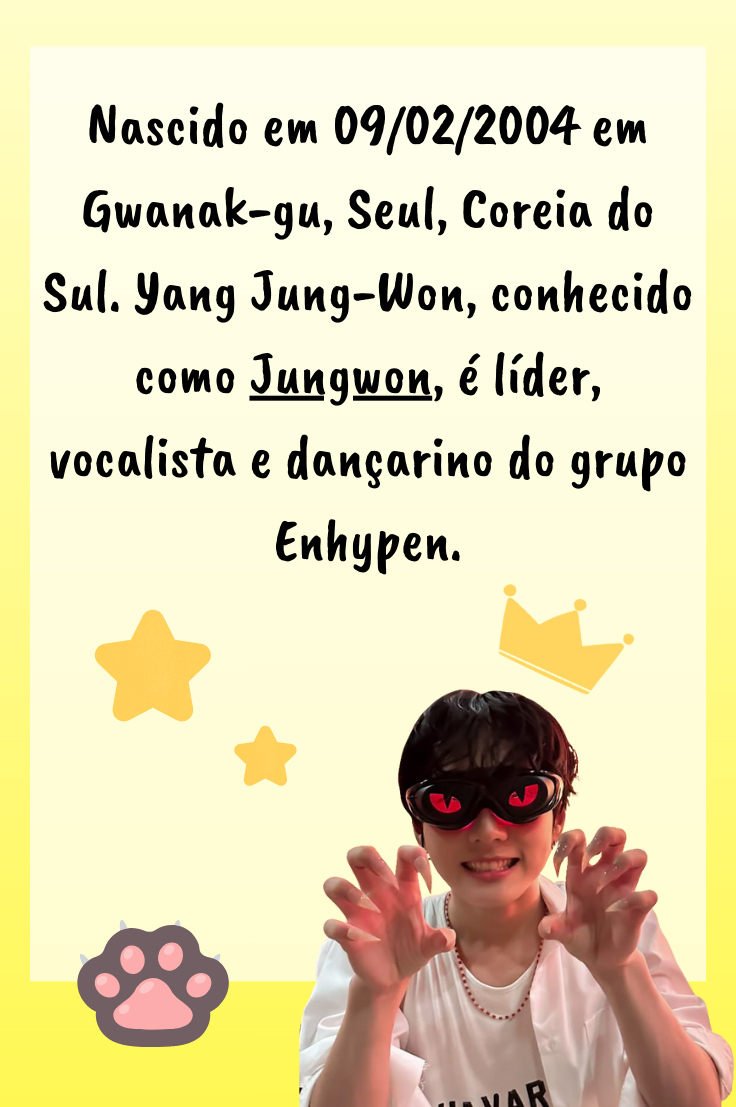 Nascido em 09/02/2004 em
Gwanak-gu, Seul, Coreia do
Sul. Yang Jung-Won, conhecido
como Jungwon, é líder,
vocalista e dançarino do grupo
Enhypen.